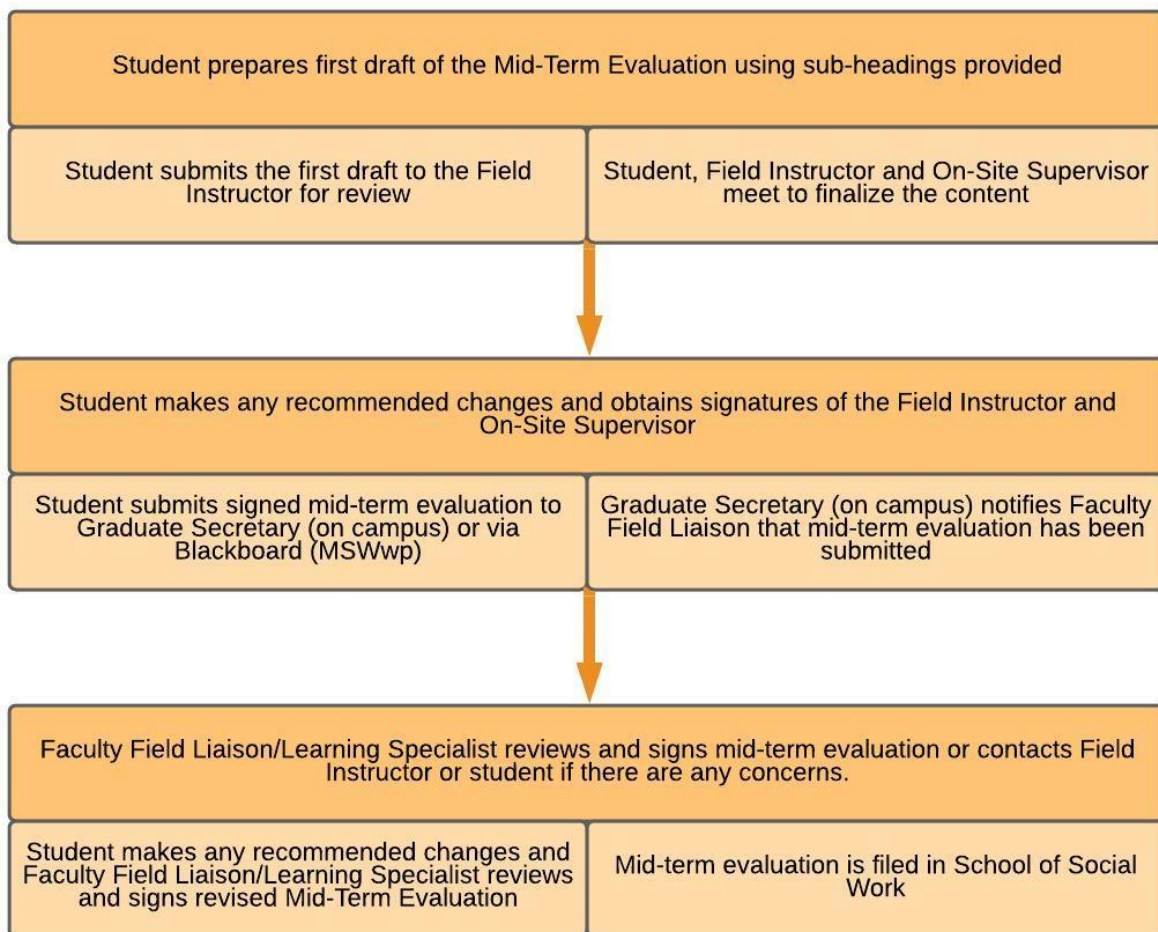 Student prepares first draft of the Mid-Term Evaluation using sub-headings provided
Student submits the first draft to the Field
Instructor for review
Student, Field Instructor and On-Site Supervisor
meet to finalize the content
Student makes any recommended changes and obtains signatures of the Field Instructor and
On-Site Supervisor
Student submits signed mid-term evaluation to
Graduate Secretary (on campus) or via
Blackboard (MSWwp)
Graduate Secretary (on campus) notifies Faculty
Field Liaison that mid-term evaluation has been
submitted
Faculty Field Liaison/Learning Specialist reviews and signs mid-term evaluation or contacts Field
Instructor or student if there are any concerns.
Student makes any recommended changes and
Faculty Field Liaison/Learning Specialist reviews
and signs revised Mid-Term Evaluation
Mid-term evaluation is filed in School of Social
Work